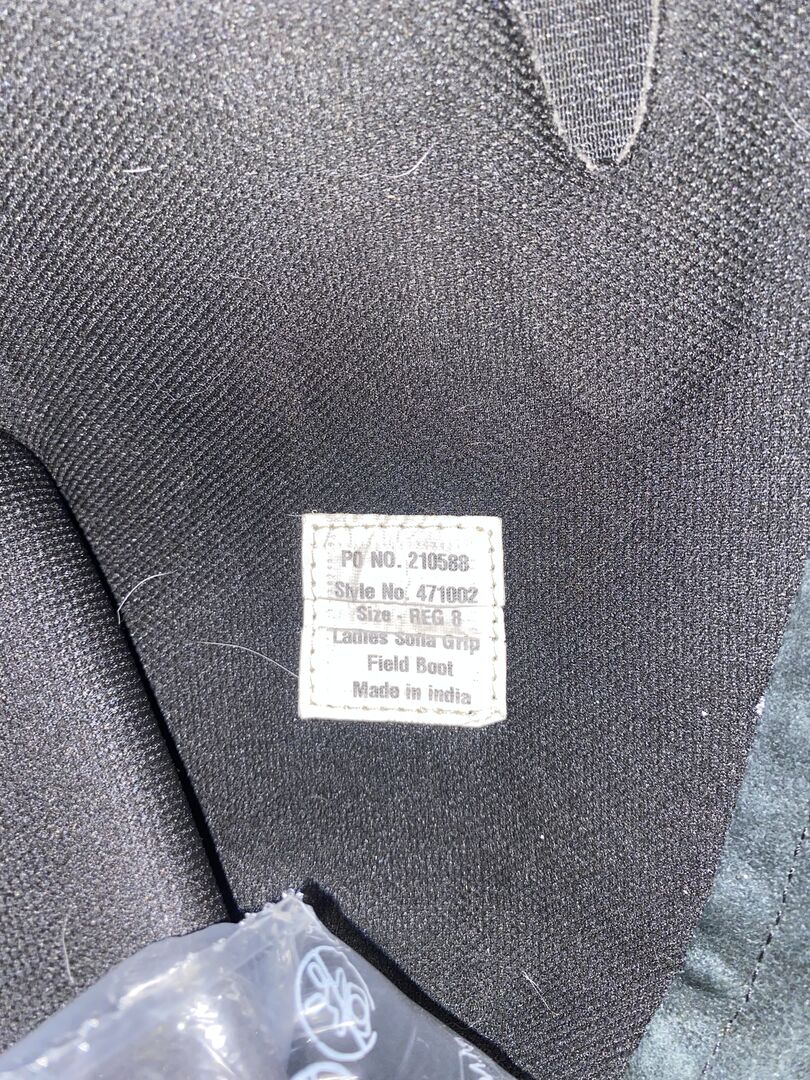 PO NO. 210588
Style No. 471002
Size - REG 8
Ladies Sofia Grip
Field Boot
Made in india